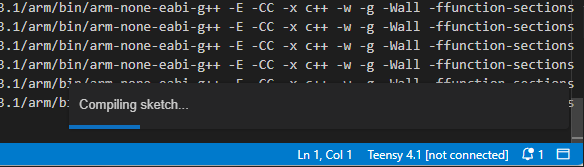 3.1/arm/bin/arm-none-eabi-g++ -E -CC -x c++ -w -g -Wall -ffunction-sections
3.1/arm/bin/arm-none-eabi-g++ -E -CC -x c++ -w -g -Wall -ffunction-sections
3.1/arm/bin/arm-none-eabi-g++ -E -CC -x c++ -w -g -Wall -ffunction-sections
3.1/arm/bin/arm-none-eabi-g++ -E -CC -x c++ -w -g -Wall -ffunction-sections
3.1/arm/bin/arm-none-eabi-g++ -E -CC -x c++ -w -g -Wall -ffunction-sections
3.1/arm/b
Compiling sketch...
Ln 1, Col 1 Teensy 4.1 [not connected] 1